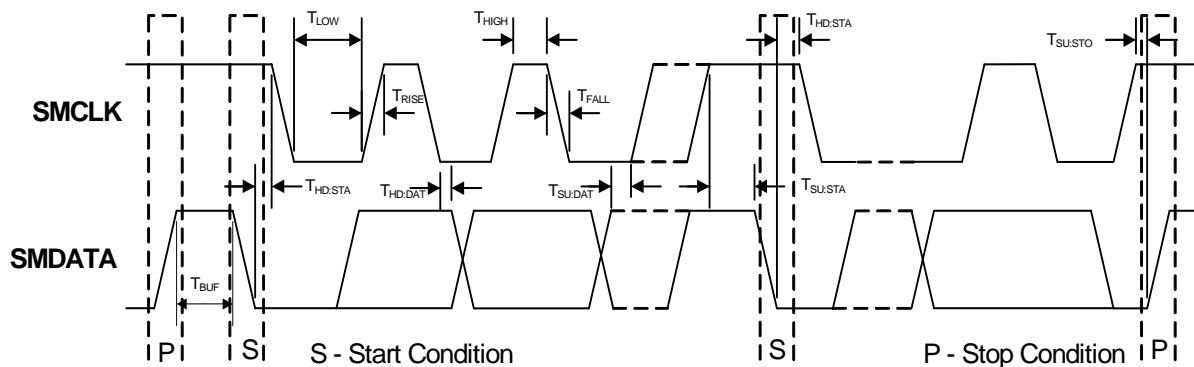 TLOW
THIGH
THD:STA
TSU:STO
SMCLK
TRISE
TFALL
THD:STA
THD:DAT
TSU:DAT
TSU:STA
SMDATA
TBUF
P
S
S - Start Condition
S
P - Stop Condition
P